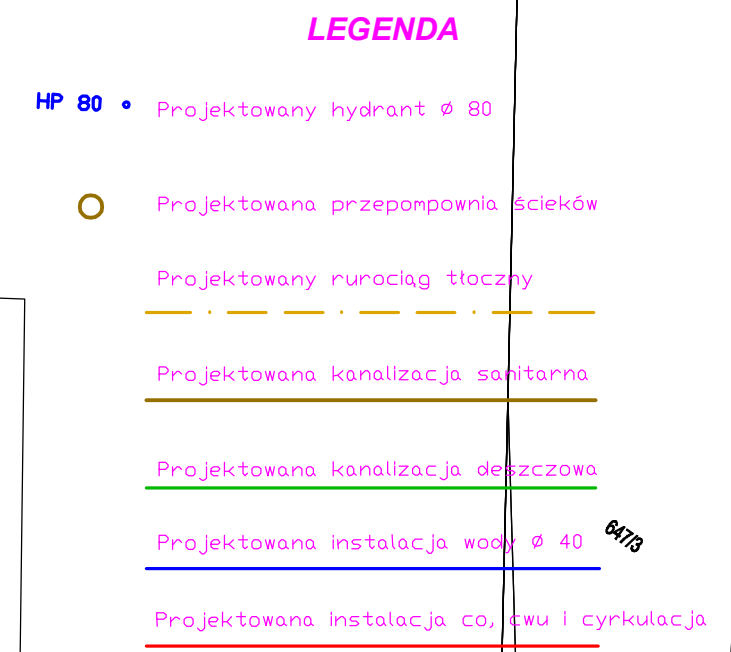 LEGENDA
HP 80 Projektowany hydrant Ø 80
Projektowana przepompownia ścieków
Projektowany rurociąg tłoczny
Projektowana kanalizacja sanitarna
Projektowana kanalizacja deszczowa
647/3
Projektowana instalacja wody Ø 40
Projektowana instalacja co, cwu i cyrkulacja